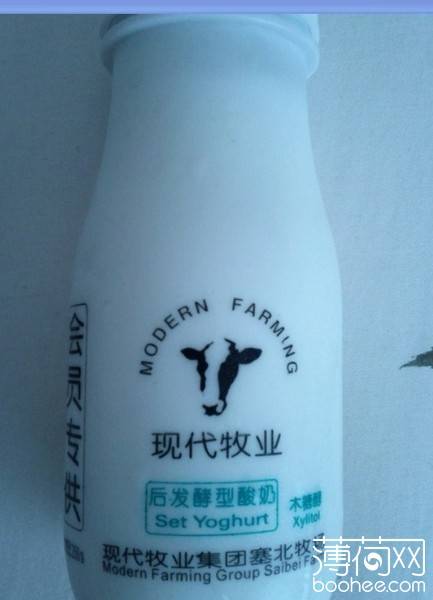 MODERN FARMING
现代牧业
后发酵型酸奶
Set Yoghurt
木糖醇
Xylitol
现代牧业集团塞北牧
Modern Farming Group Saibei Fa
会员专供
薄荷网
boohee.com